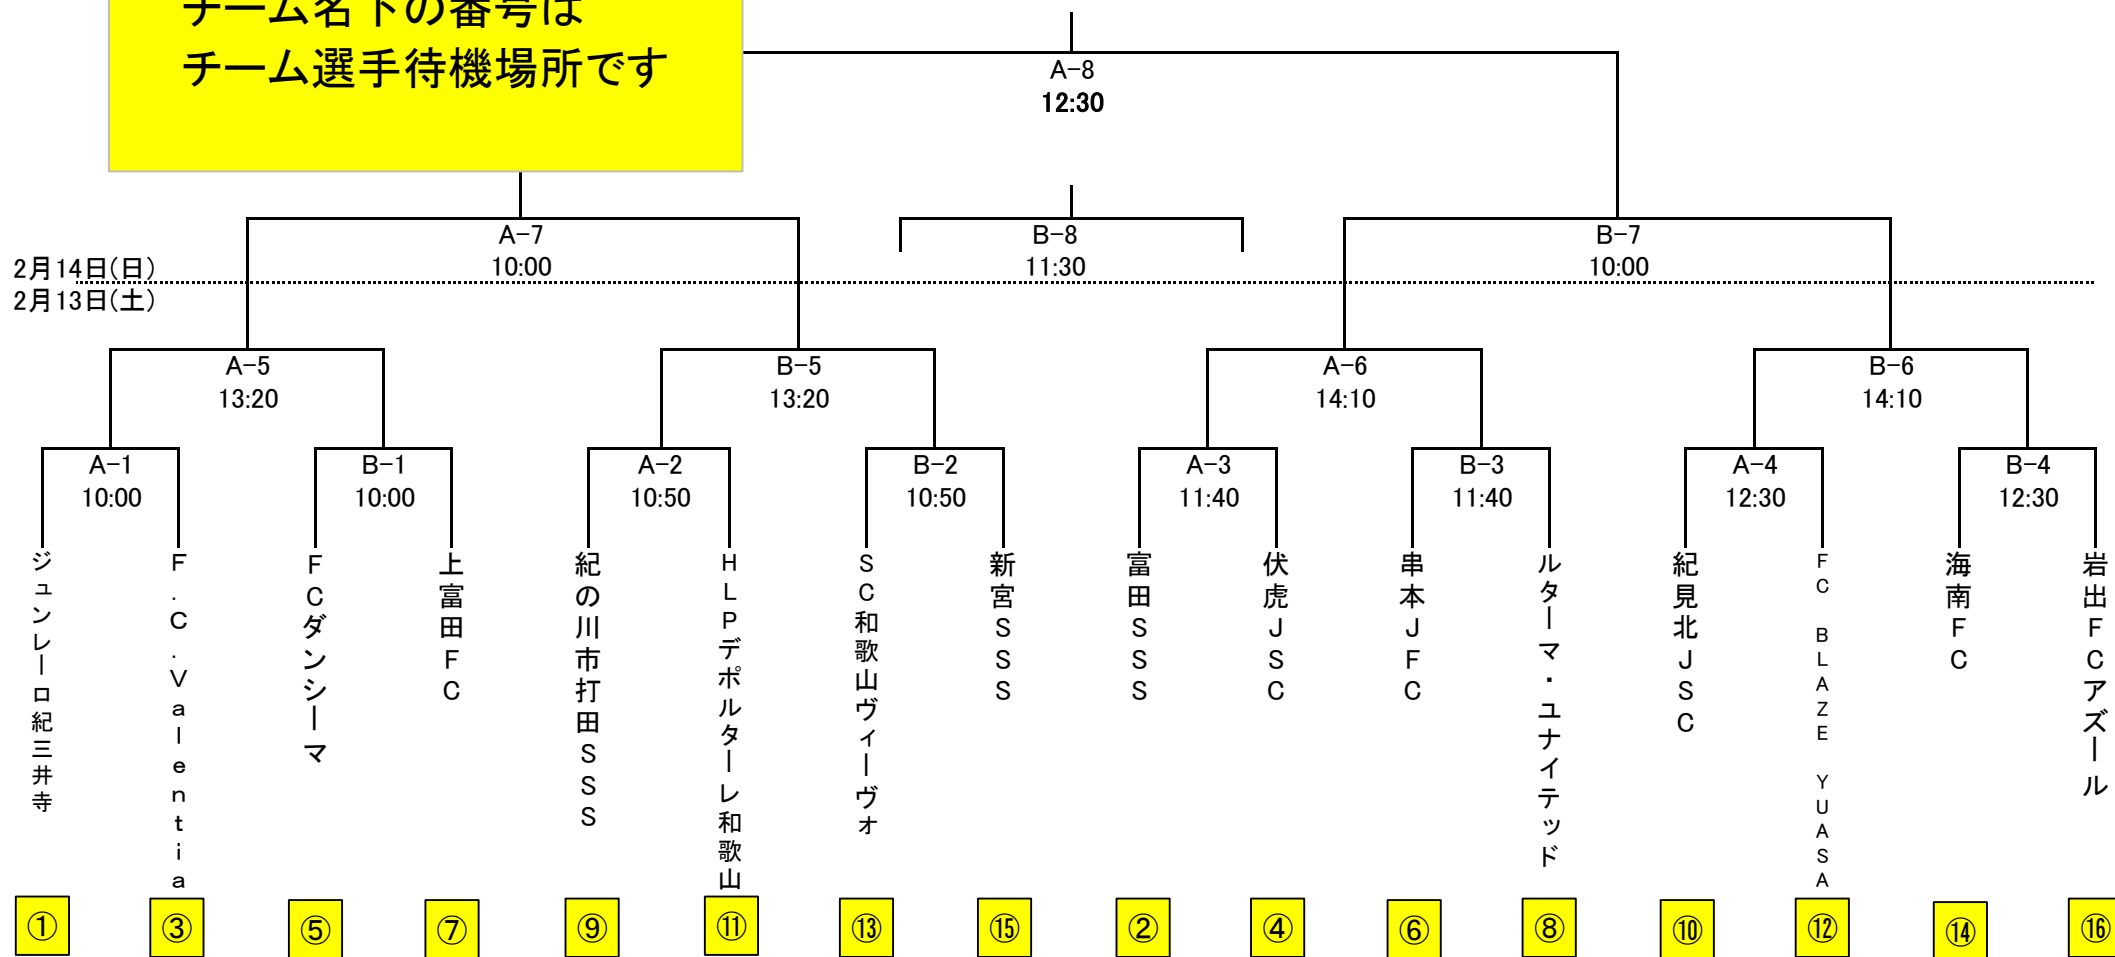 チーム名下の番号は
チーム選手待機場所です
A-8
12:30
A-7
10:00
B-8
11:30
B-7
10:00
2月14日(日)
2月13日(土)
A-5
13:20
B-5
13:20
A-6
14:10
B-6
14:10
A-1
10:00
B-1
10:00
A-2
10:50
B-2
10:50
A-3
11:40
B-3
11:40
A-4
12:30
B-4
12:30
ジュンレーロ紀三井寺
F.C.Valentia
FCダンシーマ
上富田FC
紀の川市打田SSS
HLPデポルターレ和歌山
SC和歌山ヴィーヴォ
新宮SSS
富田SSS
伏虎JSC
串本JFC
ルターマ・ユナイテッド
紀見北JSC
FC BLAZE YUASA
海南FC
岩出FCアズール
① ③ ⑤ ⑦ ⑨ ⑪ ⑬ ⑮ ② ④ ⑥ ⑧ ⑩ ⑫ ⑭ ⑯